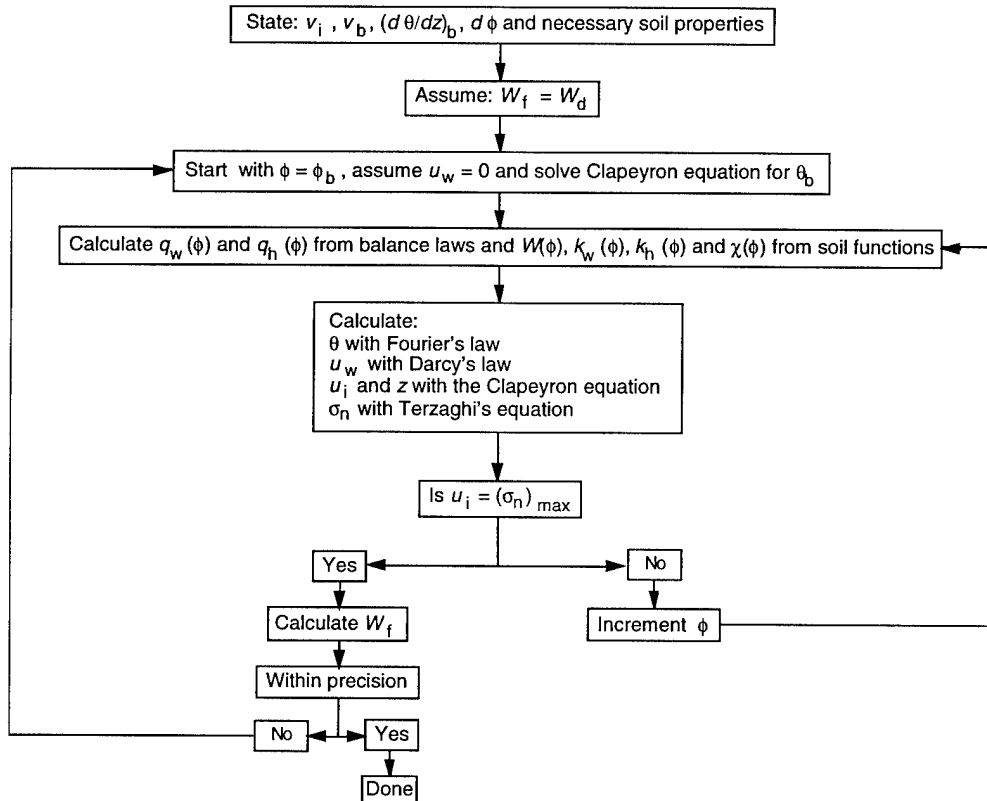 State: v_i , v_b, (d θ/dz)_b, d ϕ and necessary soil properties
Assume: W_f = W_d
Start with ϕ = ϕ_b , assume u_w = 0 and solve Clapeyron equation for θ_b
Calculate q_w (ϕ) and q_h (ϕ) from balance laws and W(ϕ), k_w (ϕ), k_h (ϕ) and χ(ϕ) from soil functions
Calculate:
θ with Fourier's law
u_w with Darcy's law
u_i and z with the Clapeyron equation
σ_n with Terzaghi's equation
Is u_i = (σ_n)_max
Yes
No
Calculate W_f
Increment ϕ
Within precision
No
Yes
Done